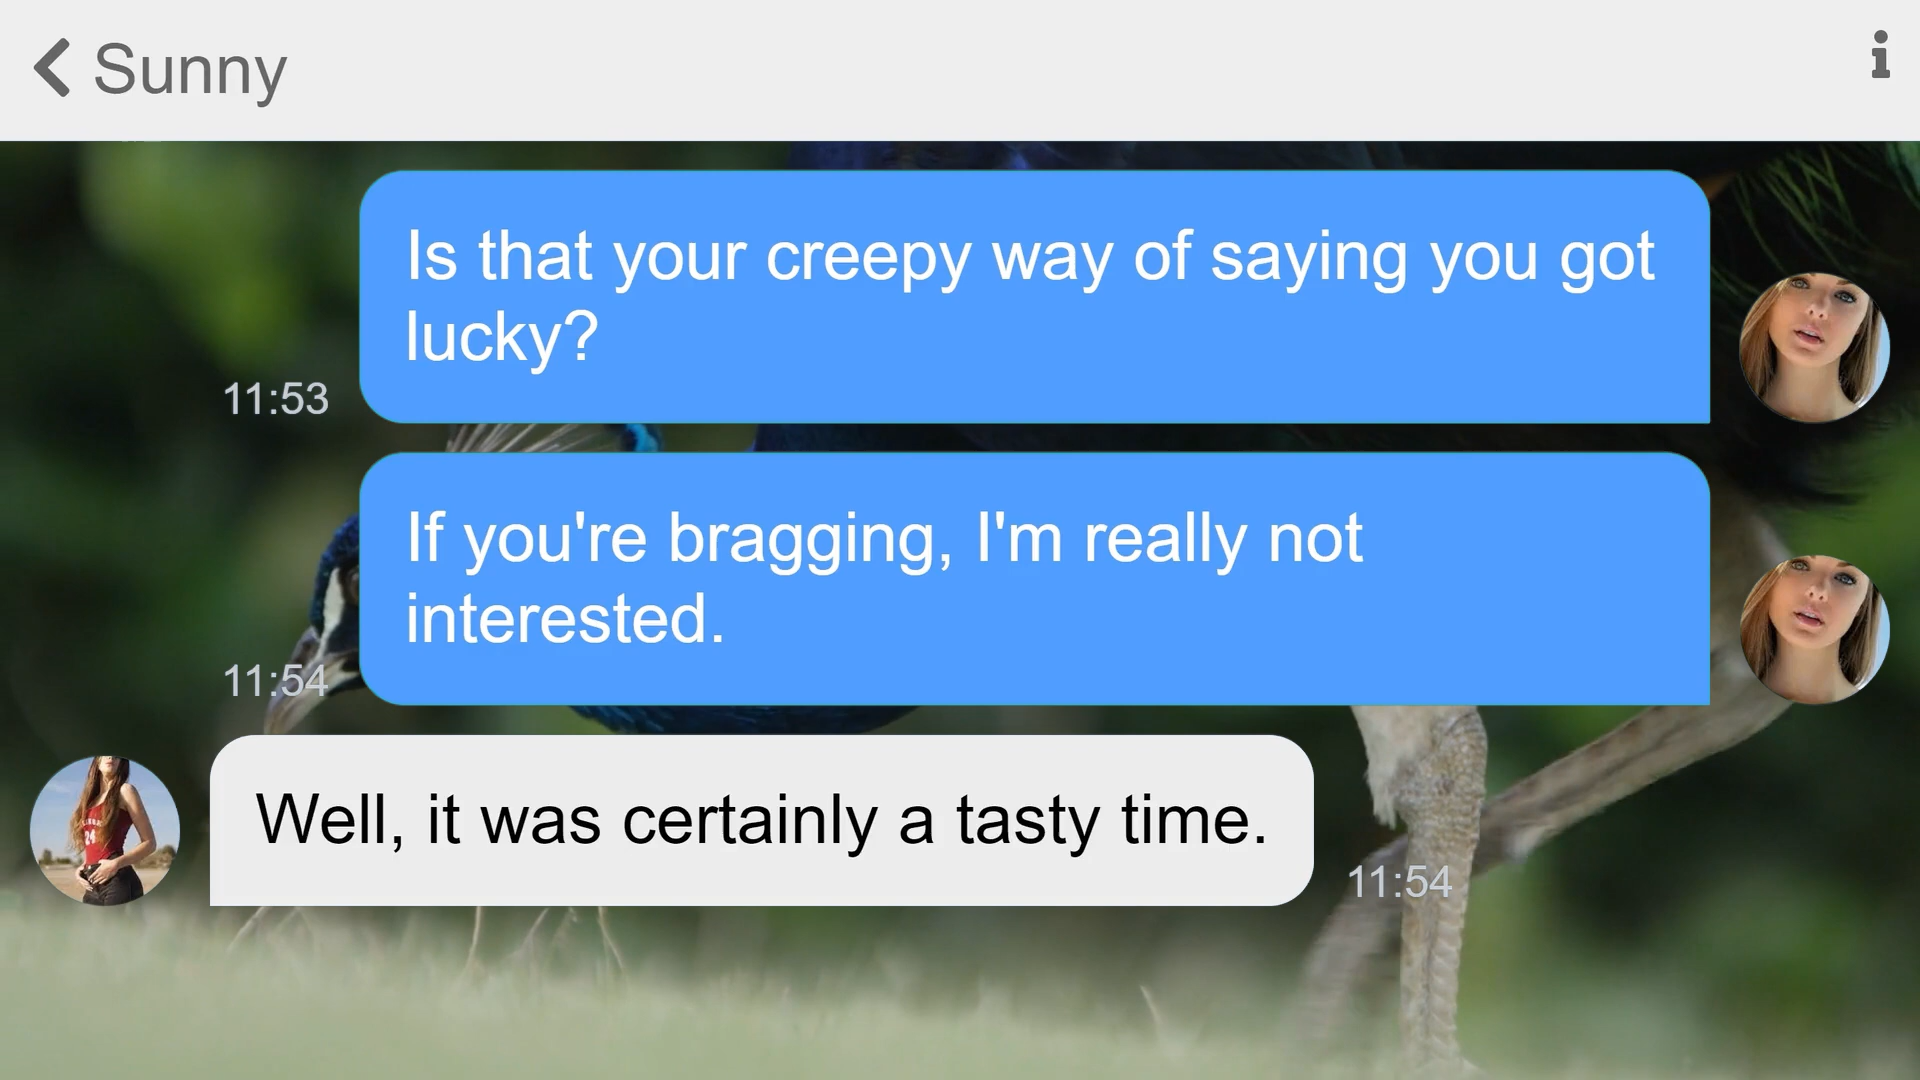 Sunny
Is that your creepy way of saying you got
lucky?
11:53
If you're bragging, I'm really not
interested.
11:54
Well, it was certainly a tasty time.
11:54
24